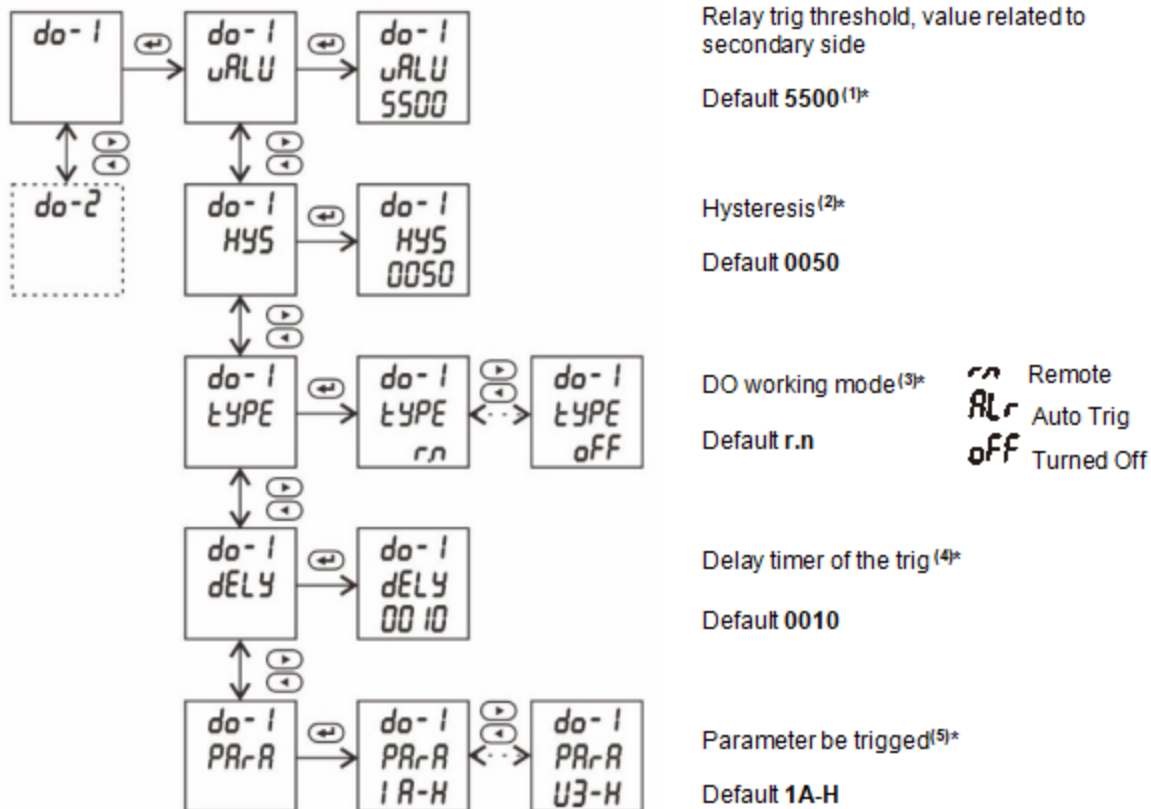 do-1
do-1
vALU
do-1
vALU
5500
Relay trig threshold, value related to
secondary side
Default 5500(1)*
do-2
do-1
HYS
do-1
HYS
0050
Hysteresis(2)*
Default 0050
do-1
tYPE
do-1
tYPE
r.n
do-1
tYPE
oFF
DO working mode(3)*
Default r.n
r.n Remote
ALr Auto Trig
oFF Turned Off
do-1
dELY
do-1
dELY
0010
Delay timer of the trig(4)*
Default 0010
do-1
PArA
do-1
PArA
1A-H
do-1
PArA
U3-H
Parameter be trigged(5)*
Default 1A-H